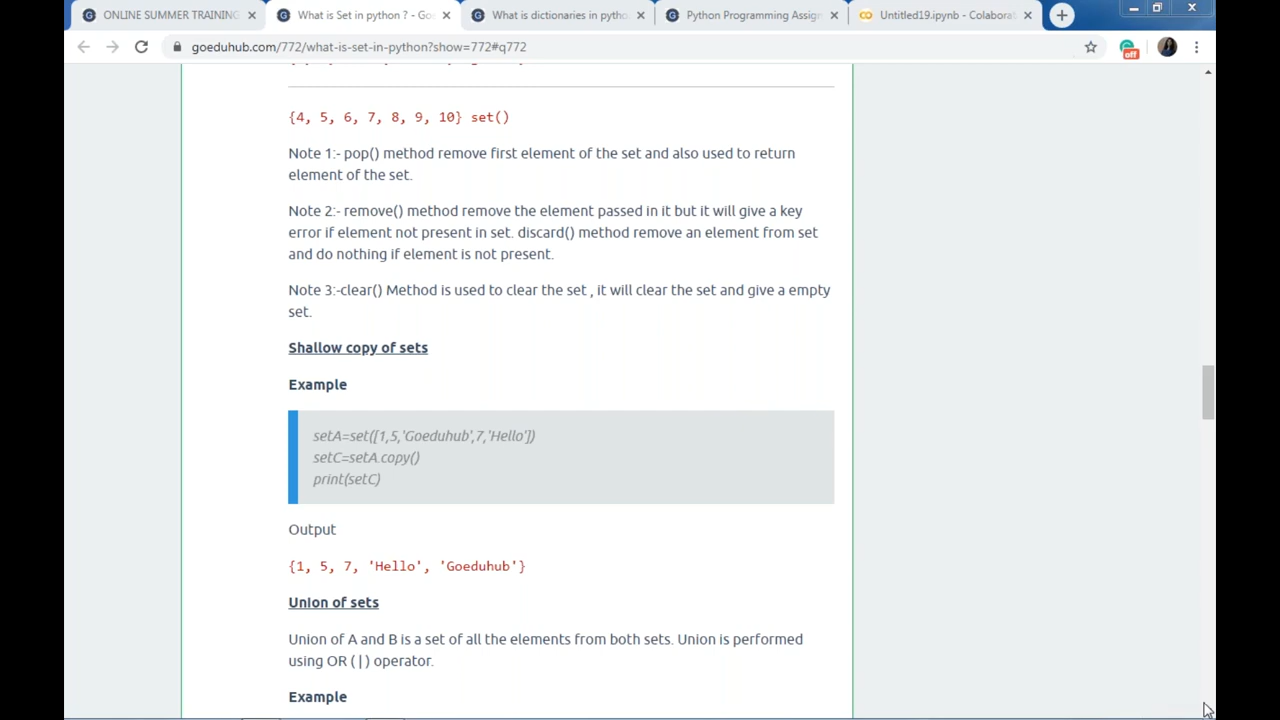 ONLINE SUMMER TRAINING
What is Set in python ? - Go
What is dictionaries in pytho
Python Programming Assig
Untitled19.ipynb - Colaborat
goeduhub.com/772/what-is-set-in-python?show=772#q772
off
{4, 5, 6, 7, 8, 9, 10} set()
Note 1:- pop() method remove first element of the set and also used to return
element of the set.
Note 2:- remove() method remove the element passed in it but it will give a key
error if element not present in set. discard() method remove an element from set
and do nothing if element is not present.
Note 3:-clear() Method is used to clear the set , it will clear the set and give a empty
set.
Shallow copy of sets
Example
setA=set([1,5,'Goeduhub',7,'Hello'])
setC=setA.copy()
print(setC)
Output
{1, 5, 7, 'Hello', 'Goeduhub'}
Union of sets
Union of A and B is a set of all the elements from both sets. Union is performed
using OR (|) operator.
Example